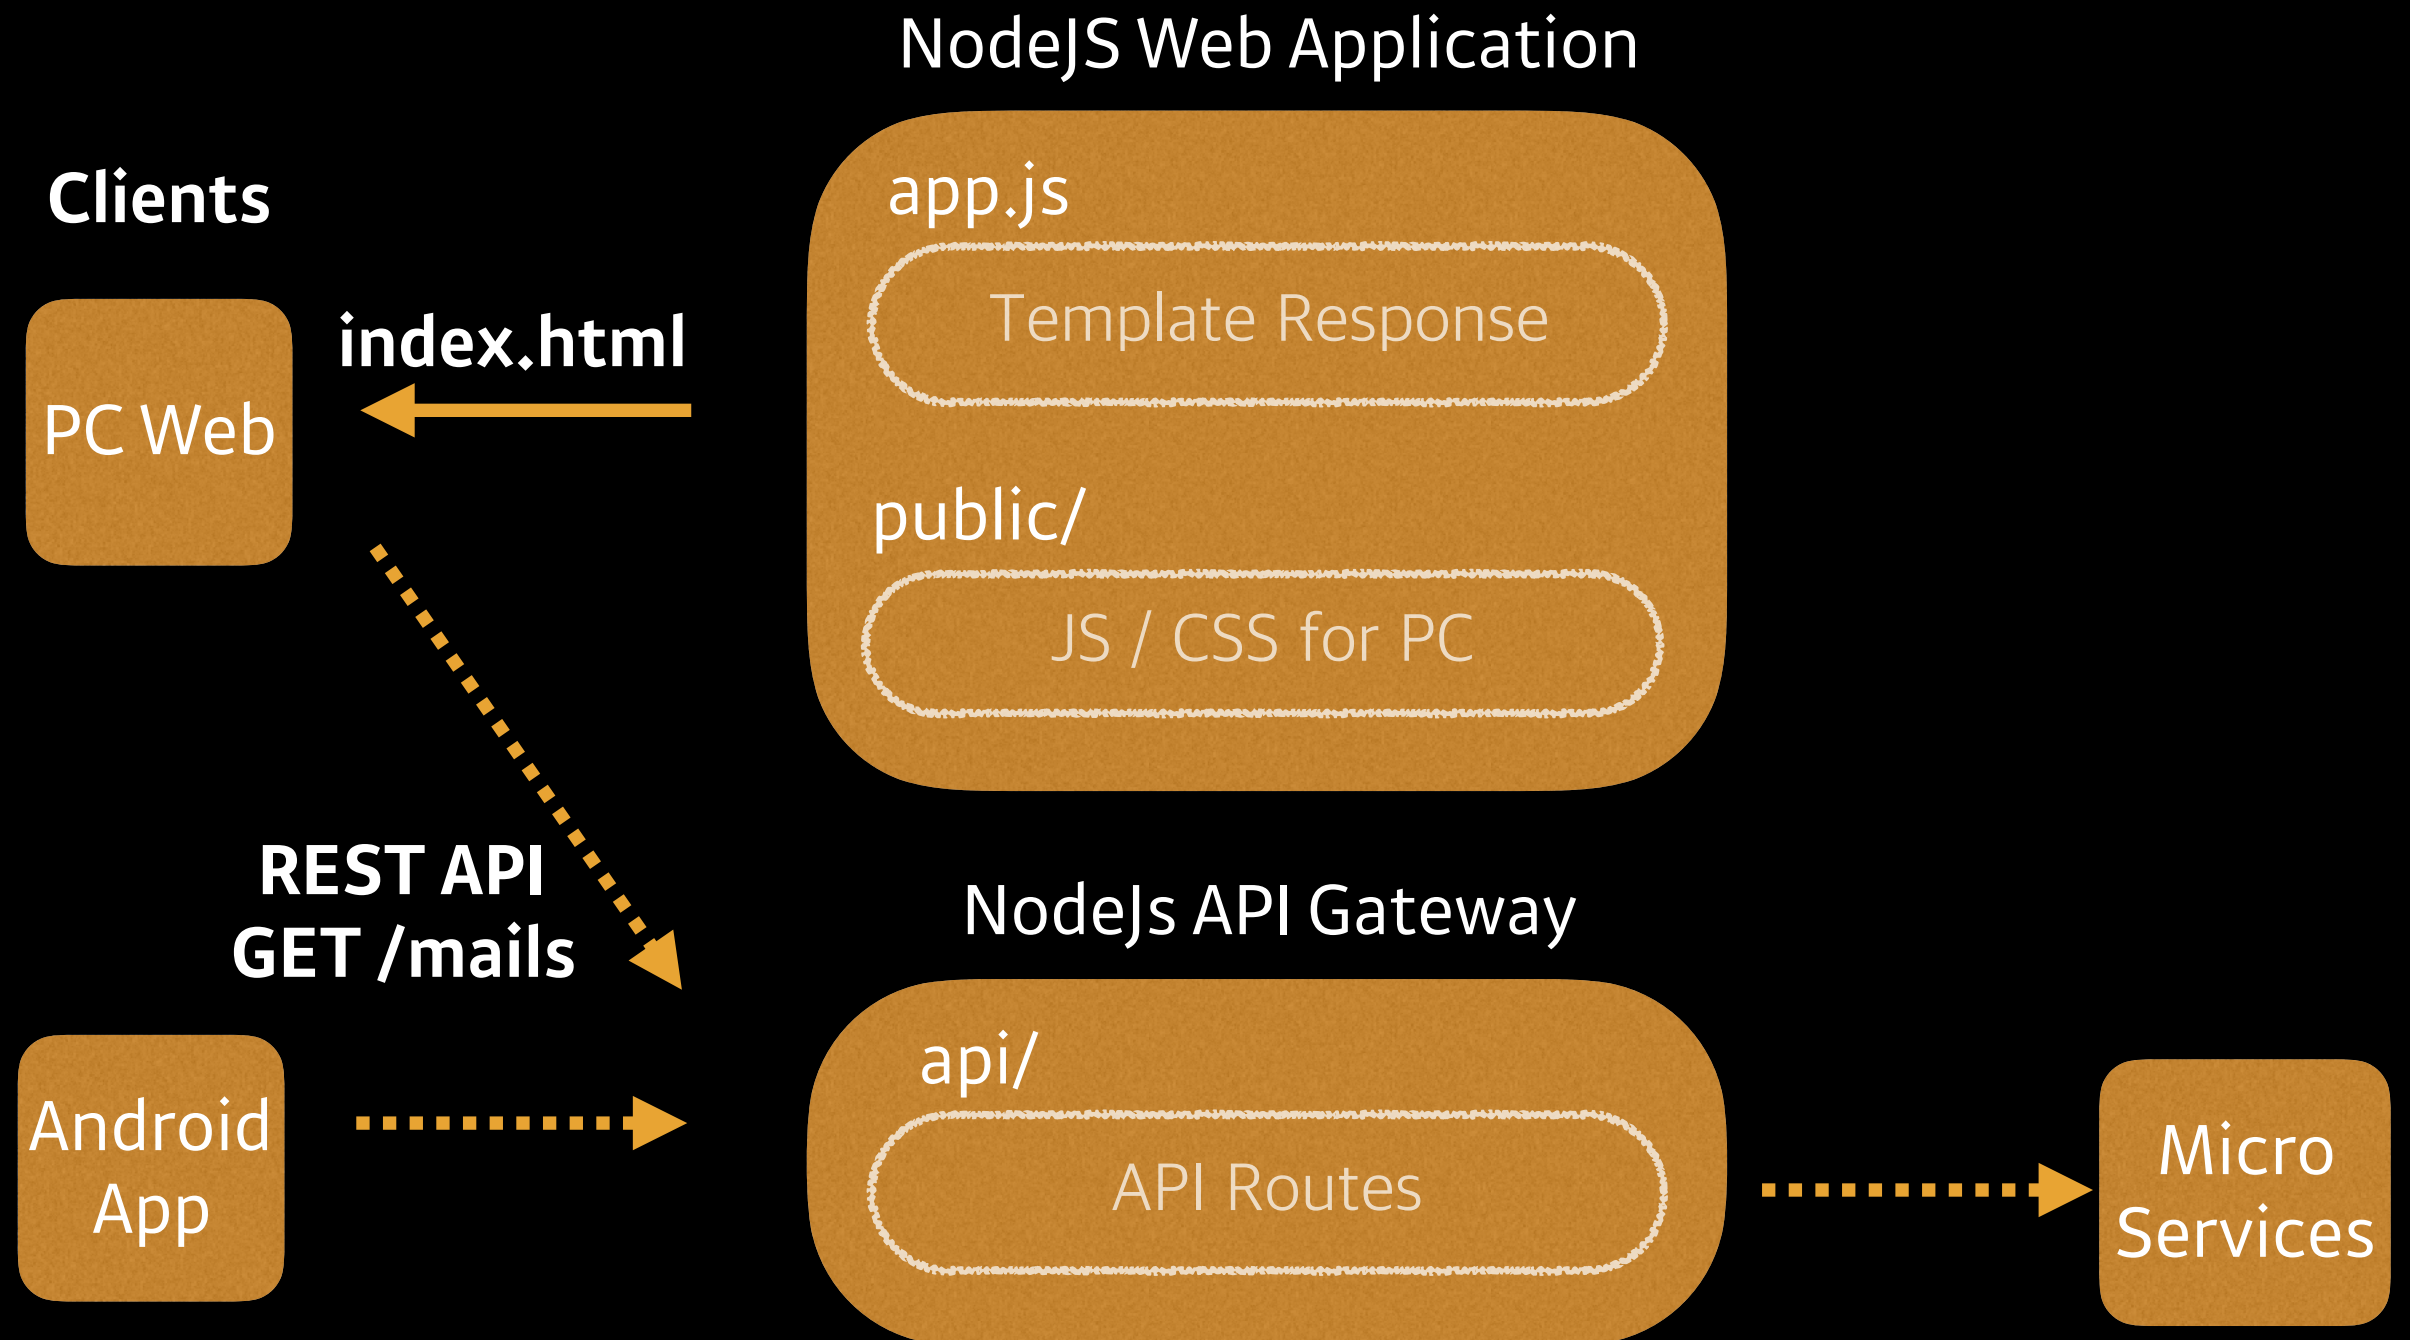 NodeJS Web Application
Clients
app.js
Template Response
index.html
PC Web
public/
JS / CSS for PC
REST API
GET /mails
NodeJs API Gateway
api/
Android
App
API Routes
Micro
Services